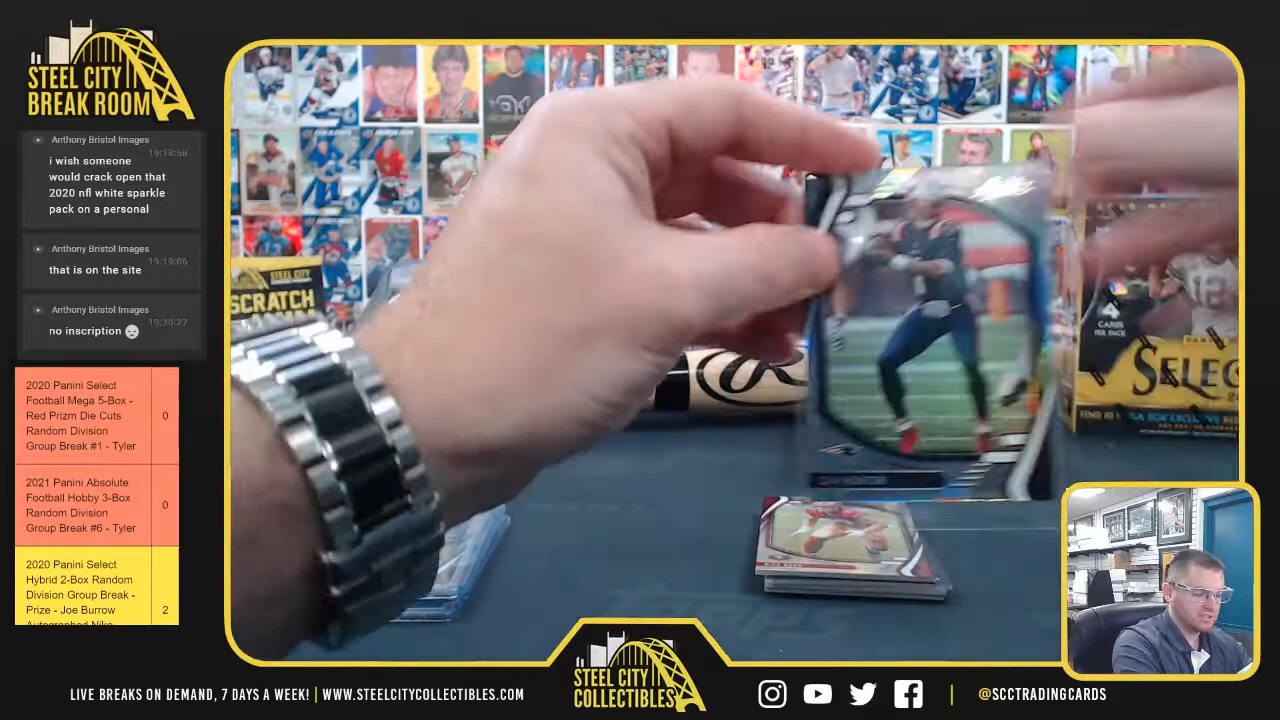 STEEL CITY
BREAK ROOM
Anthony Bristol Images
19:18:58
i wish someone
would crack open that
2020 nfl white sparkle
pack on a personal
Anthony Bristol Images
19:19:06
that is on the site
Anthony Bristol Images
19:20:27
no inscription
2020 Panini Select
Football Mega 5-Box -
Red Prizm Die Cuts
Random Division
Group Break #1 - Tyler
0
2021 Panini Absolute
Football Hobby 3-Box
Random Division
Group Break #6 - Tyler
0
2020 Panini Select
Hybrid 2-Box Random
Division Group Break -
Prize - Joe Burrow
Autographed Nike
2
STEEL CITY
SCRATCH
91
R
12
4
CARDS
PER PACK
SELEC
STEEL CITY
COLLECTIBLES
LIVE BREAKS ON DEMAND, 7 DAYS A WEEK! | WWW.STEELCITYCOLLECTIBLES.COM
| @SCCTRADINGCARDS